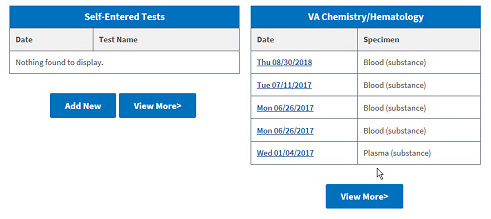 Self-Entered Tests
Date Test Name
Nothing found to display.
Add New View More>
VA Chemistry/Hematology
Date Specimen
Thu 08/30/2018 Blood (substance)
Tue 07/11/2017 Blood (substance)
Mon 06/26/2017 Blood (substance)
Mon 06/26/2017 Blood (substance)
Wed 01/04/2017 Plasma (substance)
View More>